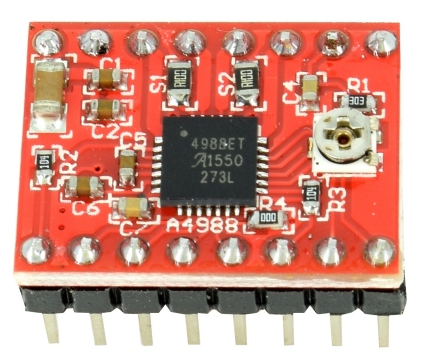 C1
S1
S2
C4
R1
R100
R100
303
C2
4988ET
A1550
273L
C5
R2
104
C6
C7
A4988
R4
000
104
R3